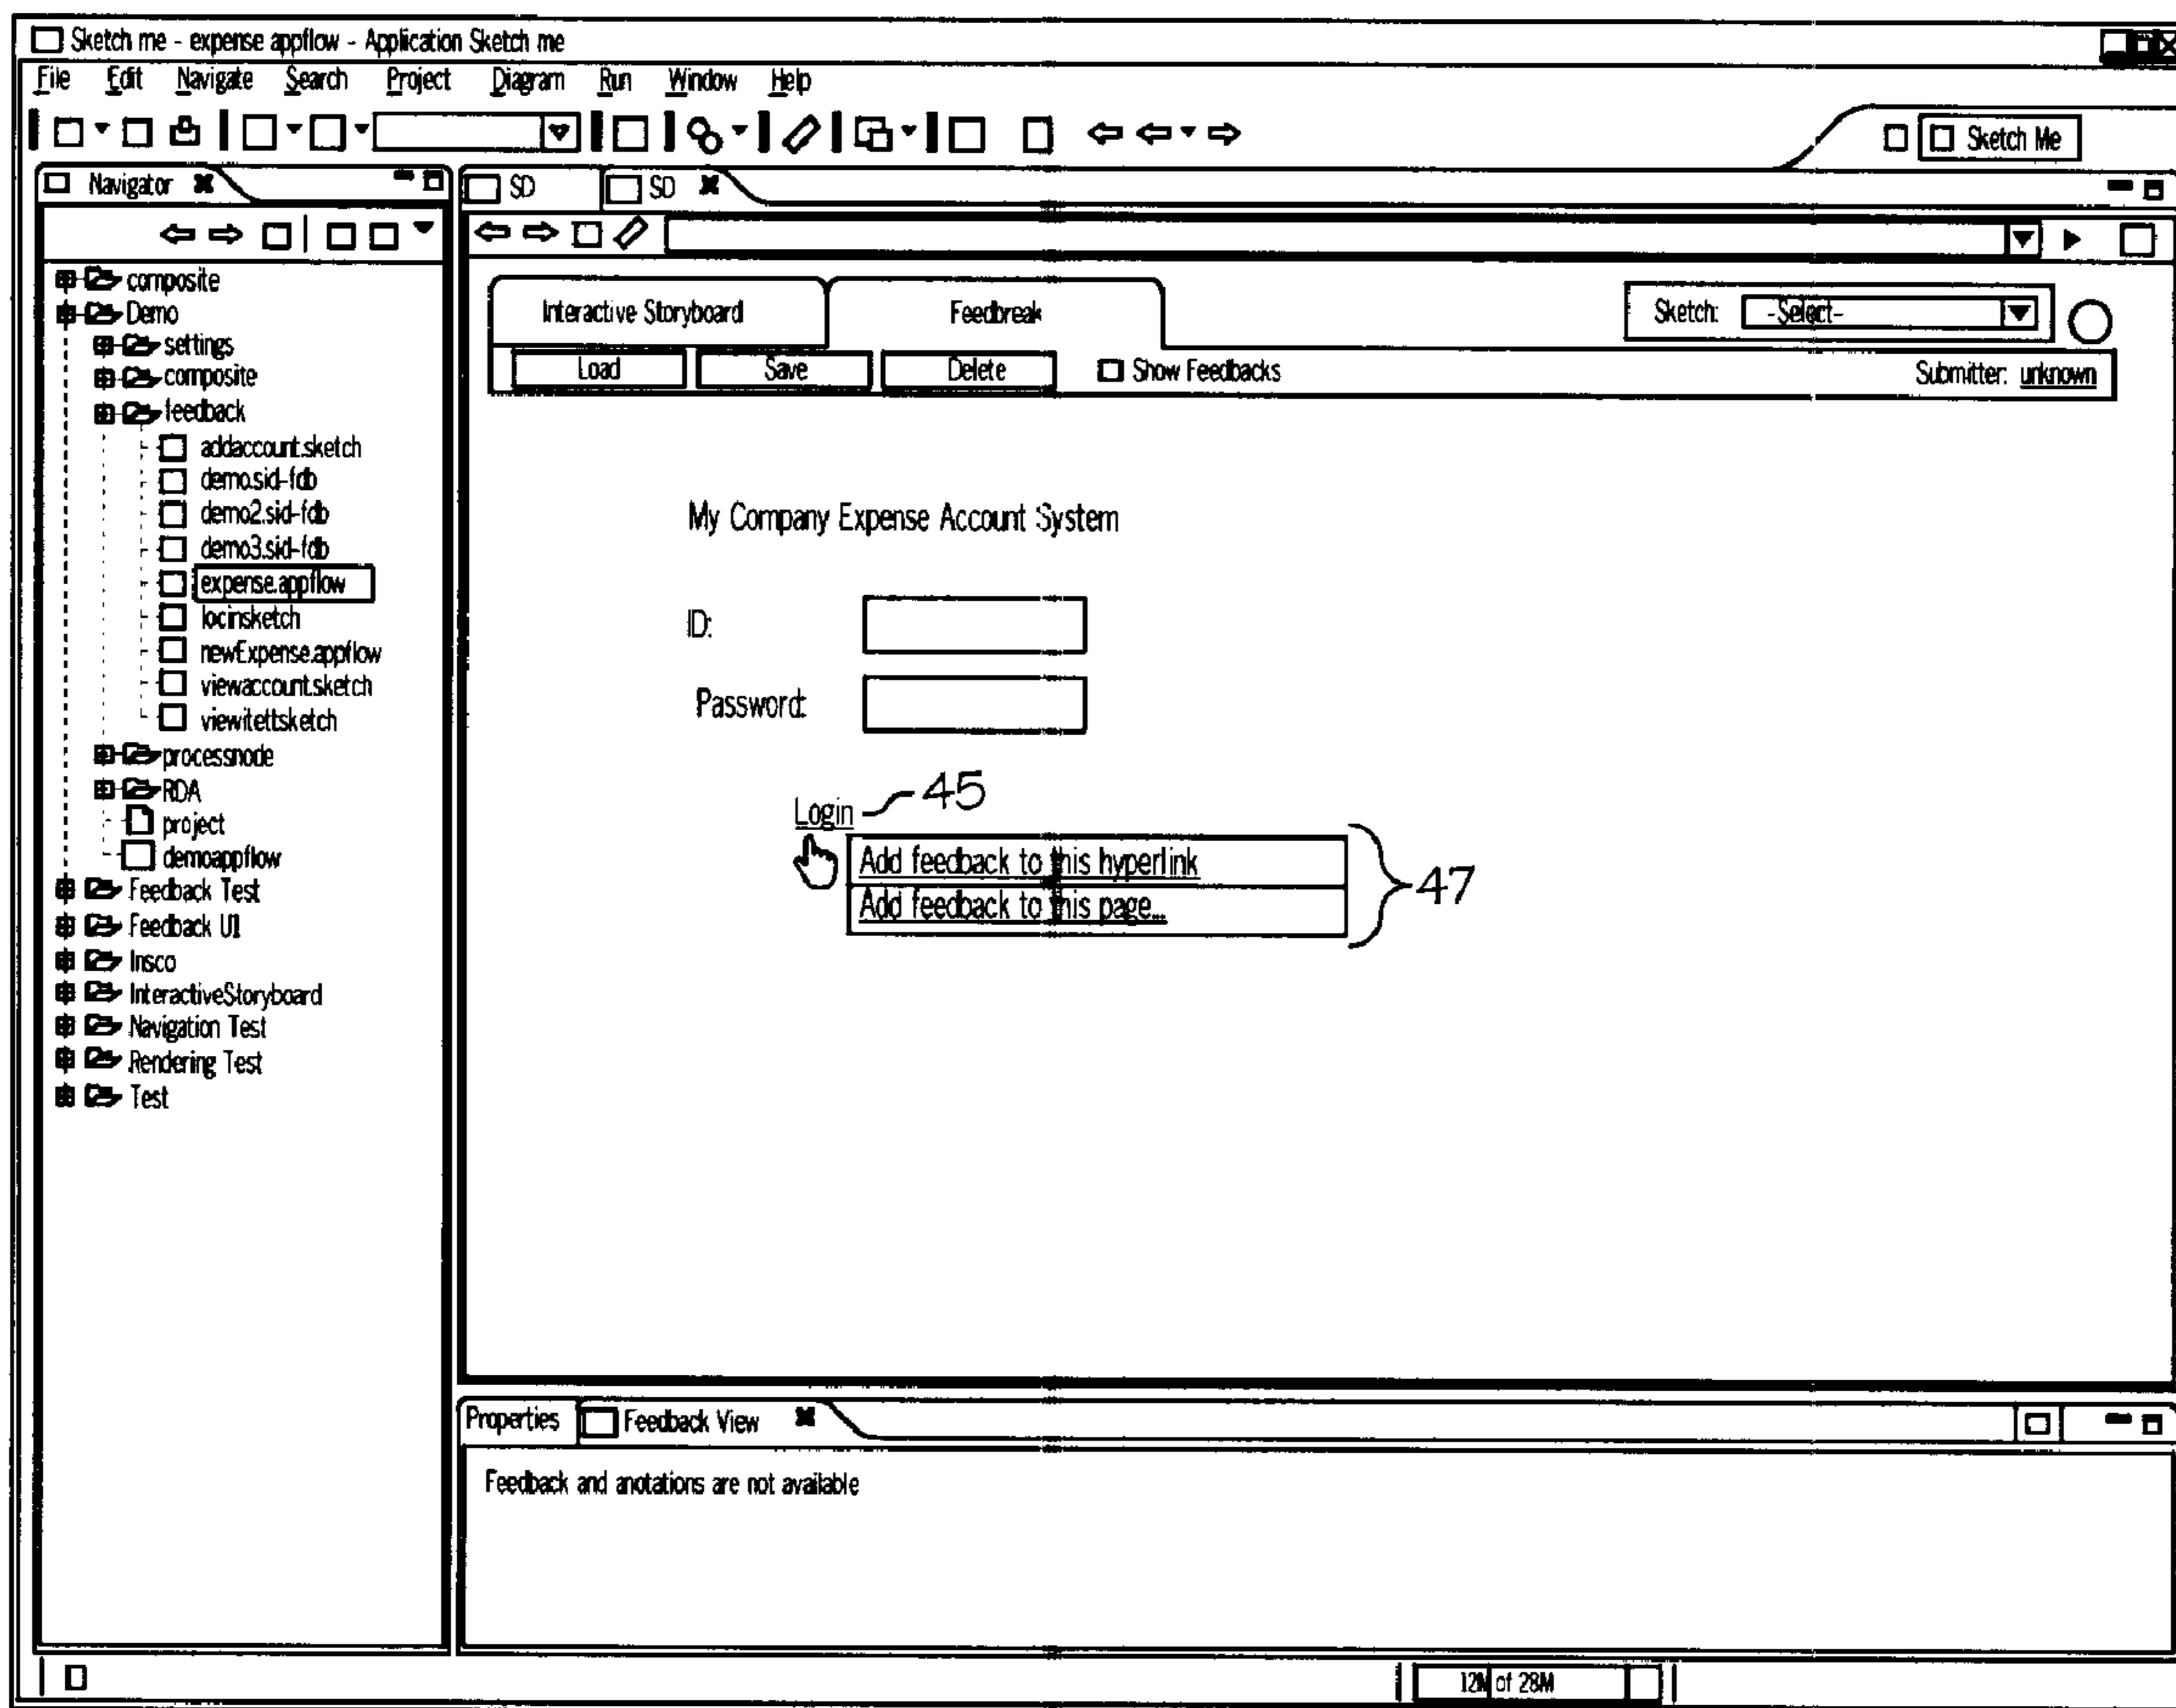 Sketch me - expense appflow - Application Sketch me
File Edit Navigate Search Project Diagram Run Window Help
Sketch Me
Navigator
SD SD
composite
Demo
settings
composite
feedback
addaccount.sketch
demo.sid-fdb
demo2.sid-fdb
demo3.sid-fdb
expense.appflow
locinsketch
newExpense.appflow
viewaccount.sketch
viewitettsketch
processnode
RDA
project
demoappflow
Feedback Test
Feedback UI
Insco
InteractiveStoryboard
Navigation Test
Rendering Test
Test
Interactive Storyboard Feedbreak
Sketch: -Select-
Load Save Delete Show Feedbacks Submitter: unknown
My Company Expense Account System
ID:
Password:
Login 45
Add feedback to this hyperlink
Add feedback to this page...
47
Properties Feedback View
Feedback and anotations are not available
12M of 28M